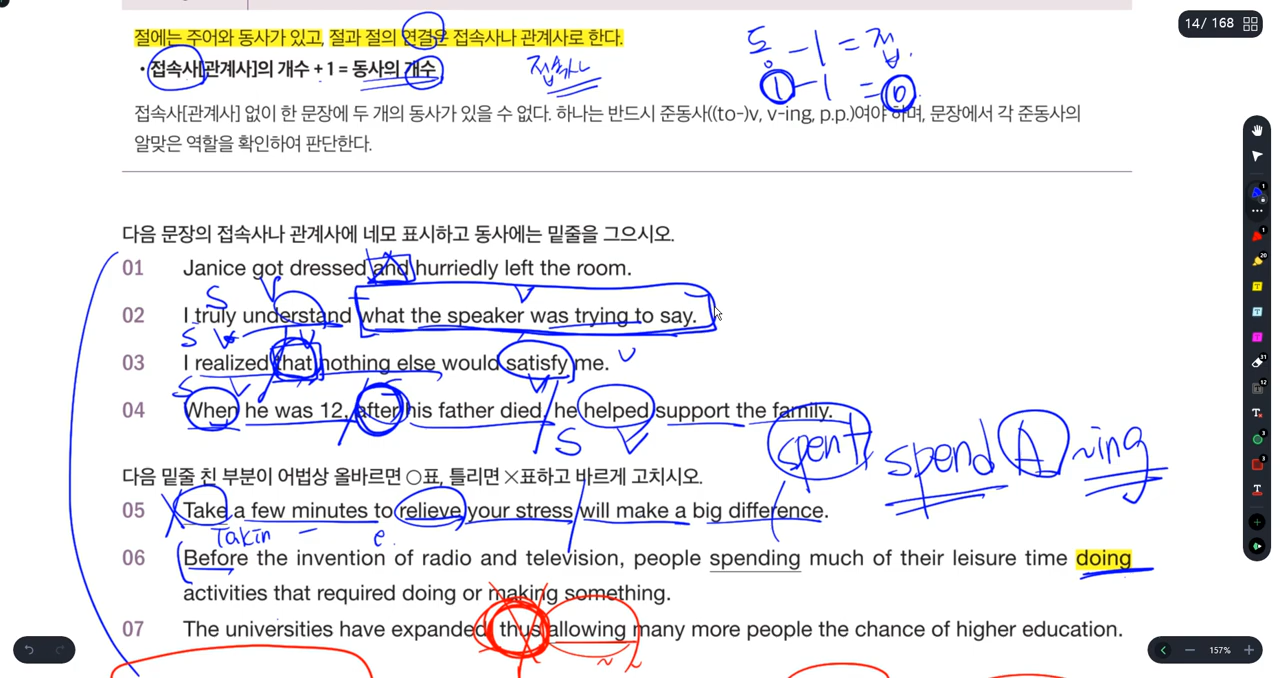 14 / 168
절에는 주어와 동사가 있고, 절과 절의 연결은 접속사나 관계사로 한다.
• 접속사[관계사]의 개수 + 1 = 동사의 개수
접속사
동 - 1 = 접
1 - 1 = 0
접속사[관계사] 없이 한 문장에 두 개의 동사가 있을 수 없다. 하나는 반드시 준동사((to-)v, v-ing, p.p.)여야 하며, 문장에서 각 준동사의
알맞은 역할을 확인하여 판단한다.
다음 문장의 접속사나 관계사에 네모 표시하고 동사에는 밑줄을 그으시오.
01 Janice got dressed and hurriedly left the room.
S V V
02 I truly understand what the speaker was trying to say.
S V V
03 I realized that nothing else would satisfy me.
S V V
04 When he was 12, after his father died, he helped support the family.
S
spent spend A ~ing
다음 밑줄 친 부분이 어법상 올바르면 ○표, 틀리면 ×표하고 바르게 고치시오.
05 Take a few minutes to relieve your stress will make a big difference.
06 Before the invention of radio and television, people spending much of their leisure time doing
activities that required doing or making something.
07 The universities have expanded, thus allowing many more people the chance of higher education.
157%